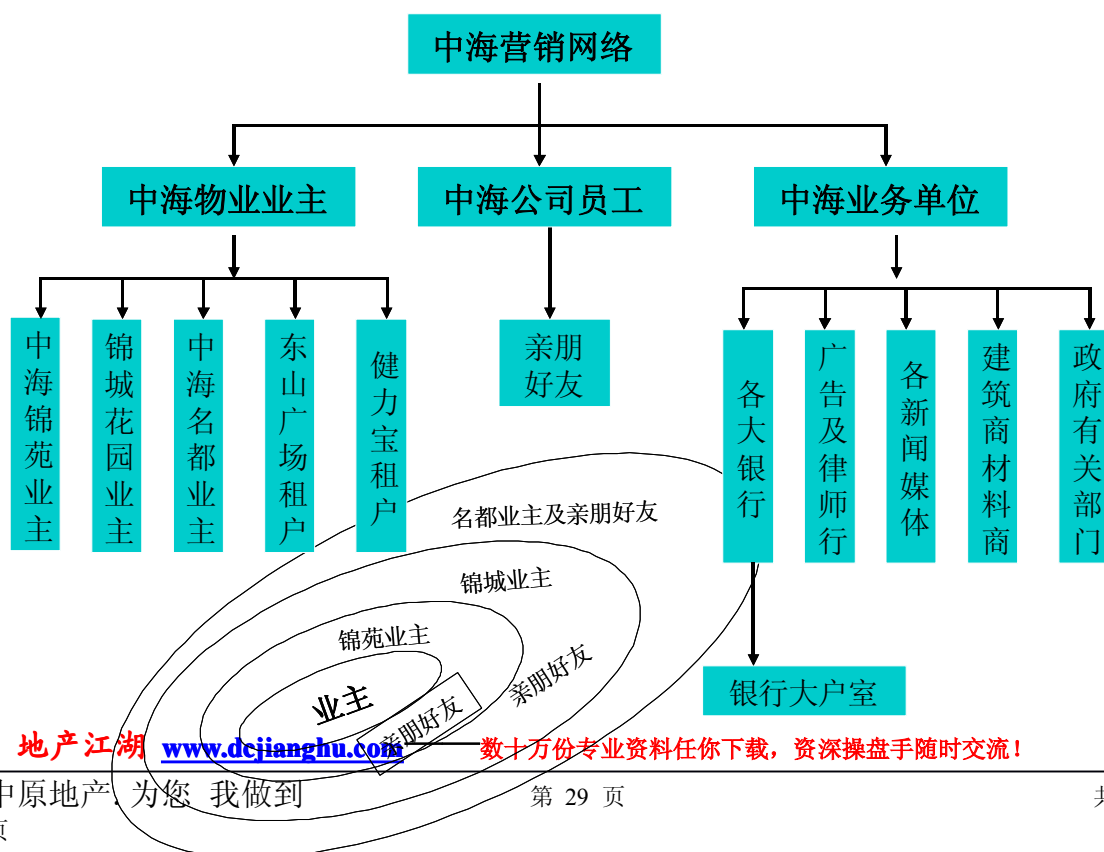 中海营销网络
中海物业业主
中海公司员工
中海业务单位
中海锦苑业主
锦城花园业主
中海名都业主
东山广场租户
健力宝租户
亲朋
好友
各大银行
广告及律师行
各新闻媒体
建筑商材料商
政府有关部门
名都业主及亲朋好友
锦城业主
锦苑业主
亲朋好友
业主
亲朋好友
银行大户室
地产江湖 www.dcjianghu.com 数十万份专业资料任你下载，资深操盘手随时交流！
中原地产.为您 我做到 第 29 页 共
页